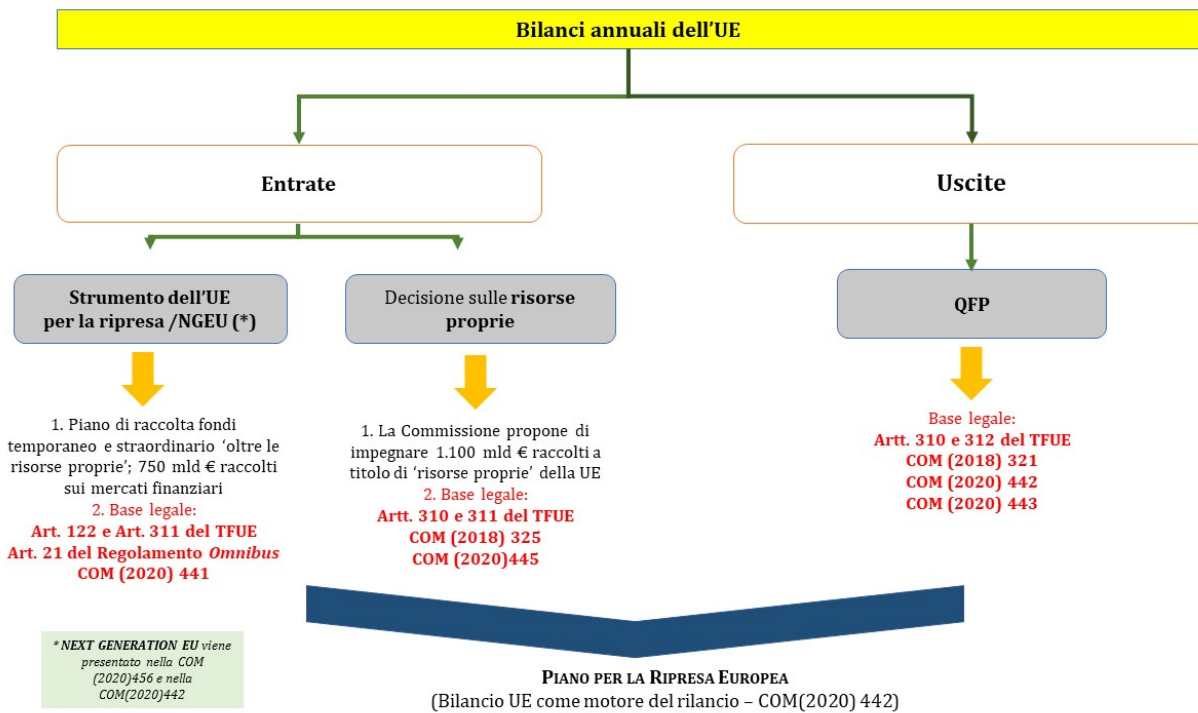 Bilanci annuali dell'UE
Entrate
Uscite
Strumento dell'UE
per la ripresa /NGEU (*)
Decisione sulle risorse
proprie
QFP
1. Piano di raccolta fondi
temporaneo e straordinario 'oltre le
risorse proprie'; 750 mld € raccolti
sui mercati finanziari
2. Base legale:
Art. 122 e Art. 311 del TFUE
Art. 21 del Regolamento Omnibus
COM (2020) 441
1. La Commissione propone di
impegnare 1.100 mld € raccolti a
titolo di 'risorse proprie' della UE
2. Base legale:
Artt. 310 e 311 del TFUE
COM (2018) 325
COM (2020)445
Base legale:
Artt. 310 e 312 del TFUE
COM (2018) 321
COM (2020) 442
COM (2020) 443
* NEXT GENERATION EU viene
presentato nella COM
(2020)456 e nella
COM(2020)442
PIANO PER LA RIPRESA EUROPEA
(Bilancio UE come motore del rilancio – COM(2020) 442)